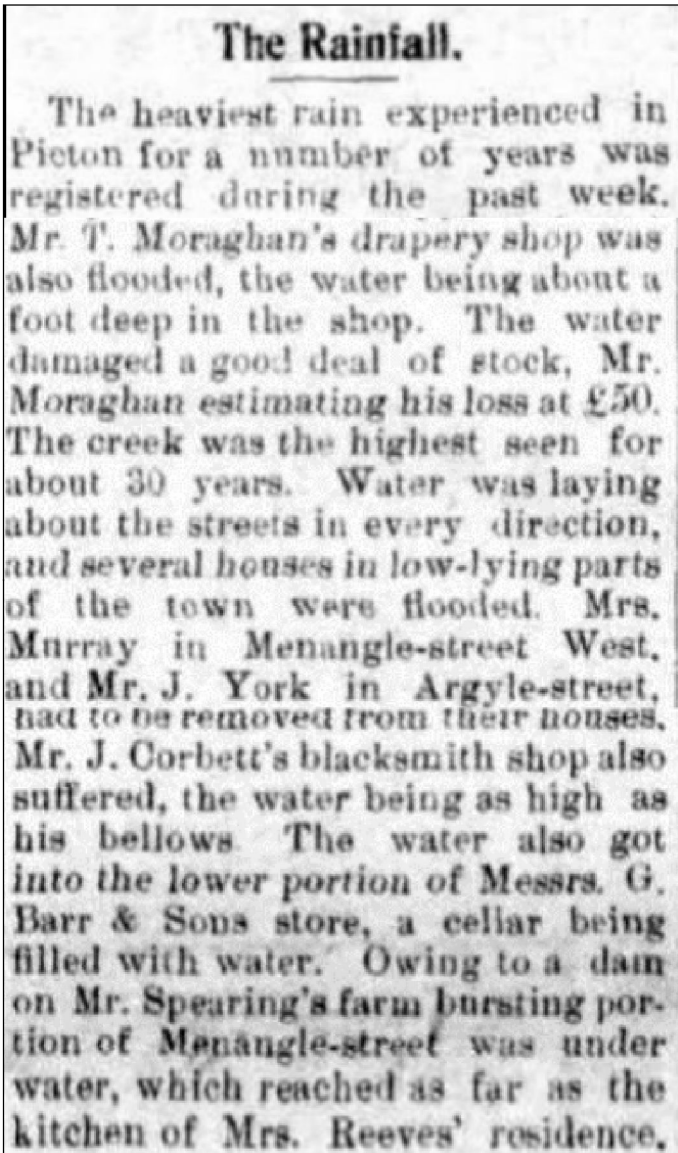 The Rainfall.
The heaviest rain experienced in
Picton for a number of years was
registered during the past week.
Mr. T. Moraghan's drapery shop was
also flooded, the water being about a
foot deep in the shop. The water
damaged a good deal of stock, Mr.
Moraghan estimating his loss at £50.
The creek was the highest seen for
about 30 years. Water was laying
about the streets in every direction,
and several houses in low-lying parts
of the town were flooded. Mrs.
Murray in Menangle-street West,
and Mr. J. York in Argyle-street,
had to be removed from their houses.
Mr. J. Corbett's blacksmith shop also
suffered, the water being as high as
his bellows. The water also got
into the lower portion of Messrs. G.
Barr & Sons store, a cellar being
filled with water. Owing to a dam
on Mr. Spearing's farm bursting por-
tion of Menangle-street was under
water, which reached as far as the
kitchen of Mrs. Reeves' residence.